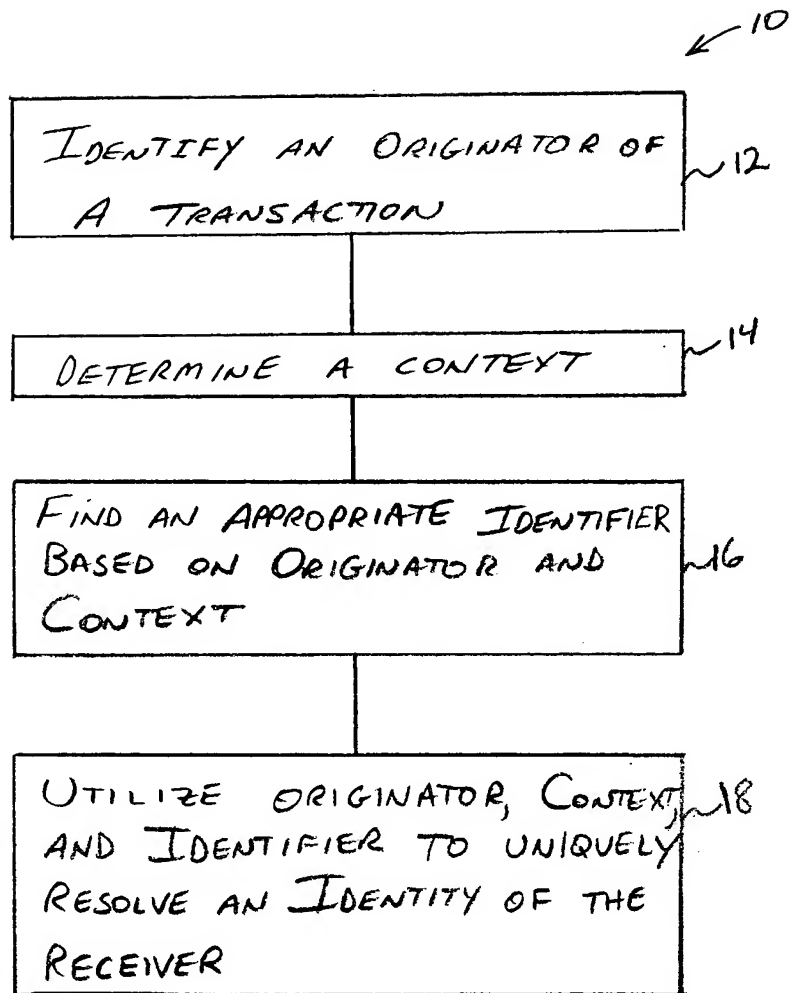 10
IDENTIFY AN ORIGINATOR OF
A TRANSACTION
12
DETERMINE A CONTEXT
14
FIND AN APPROPRIATE IDENTIFIER
BASED ON ORIGINATOR AND
CONTEXT
16
UTILIZE ORIGINATOR, CONTEXT,
AND IDENTIFIER TO UNIQUELY
RESOLVE AN IDENTITY OF THE
RECEIVER
18